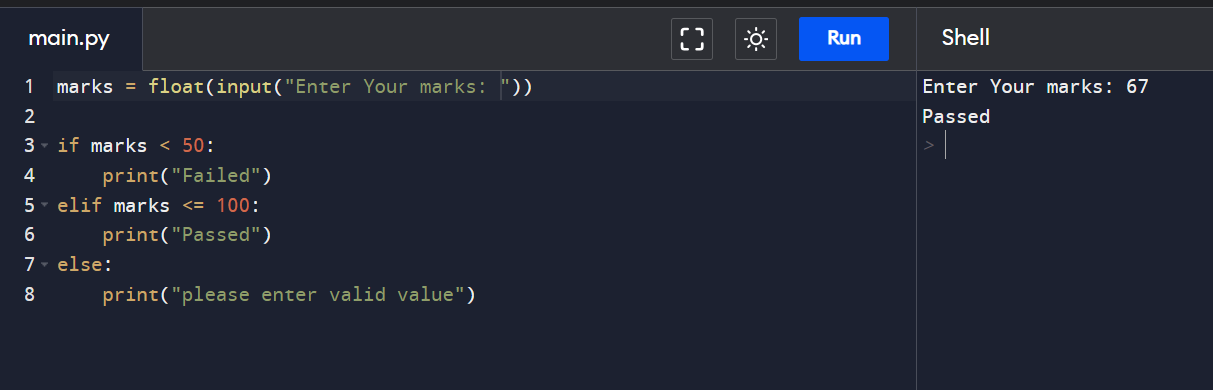 main.py
Run
Shell
1 marks = float(input("Enter Your marks: "))
2
3 if marks < 50:
4     print("Failed")
5 elif marks <= 100:
6     print("Passed")
7 else:
8     print("please enter valid value")
Enter Your marks: 67
Passed
>